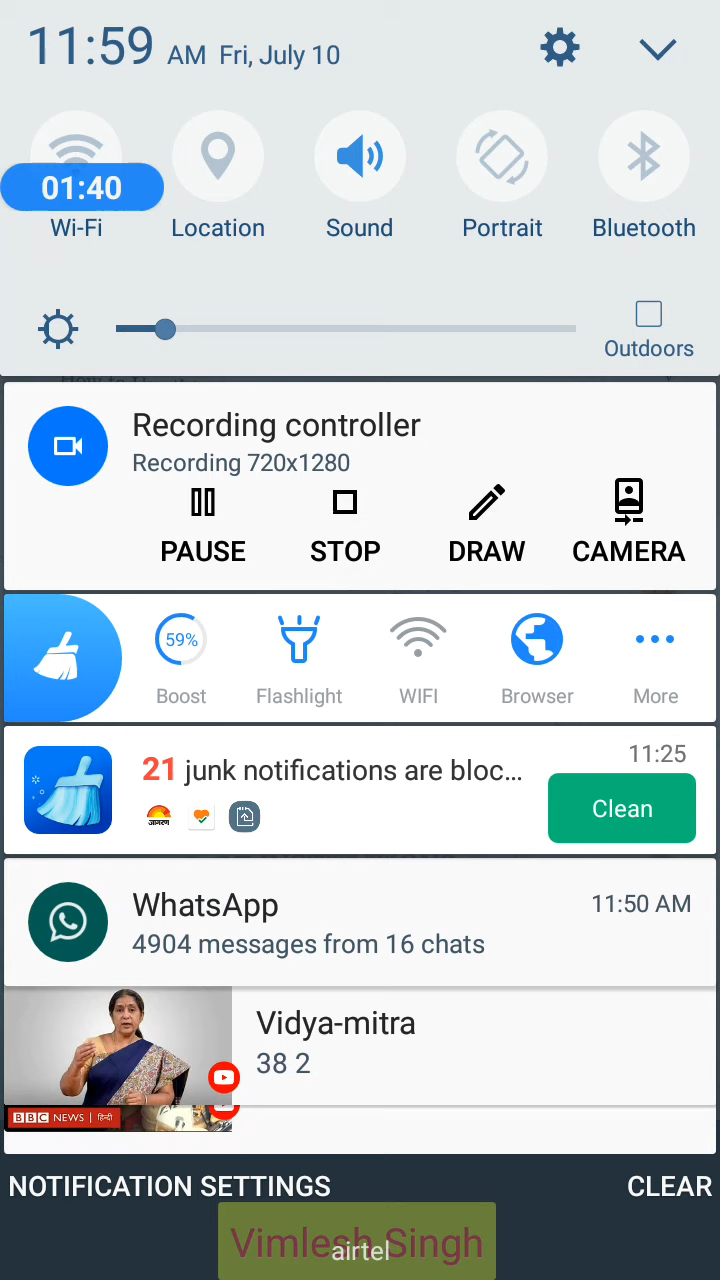 11:59 AM Fri, July 10
01:40
Wi-Fi Location Sound Portrait Bluetooth
Outdoors
Recording controller
Recording 720x1280
PAUSE STOP DRAW CAMERA
59%
Boost Flashlight WIFI Browser More
11:25
21 junk notifications are bloc...
Clean
जागरण
WhatsApp 11:50 AM
4904 messages from 16 chats
Vidya-mitra
38 2
BBC NEWS | हिन्दी
NOTIFICATION SETTINGS CLEAR
Vimlesh Singh
airtel